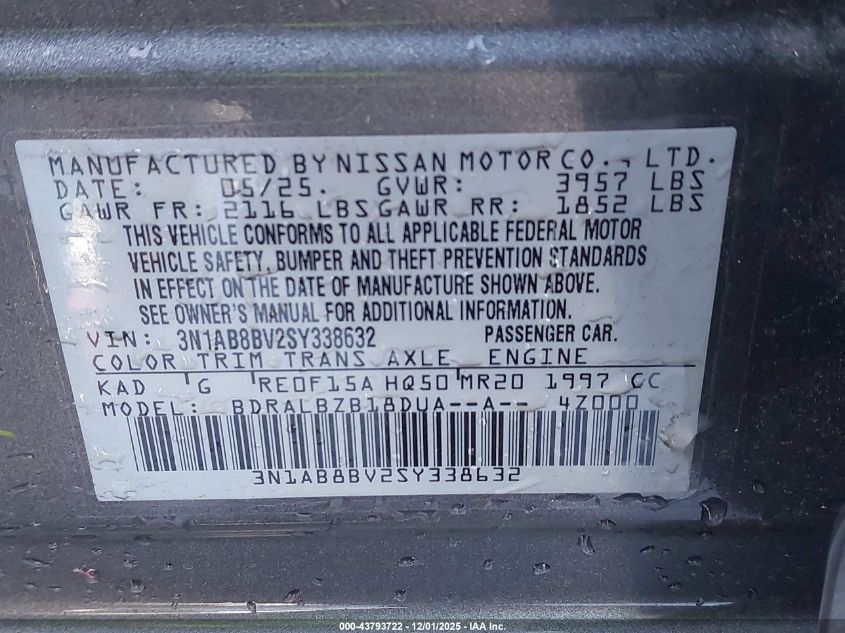 MANUFACTURED BY NISSAN MOTOR CO., LTD.
DATE: 05/25. GVWR: 3957 LBS
GAWR FR: 2116 LBS GAWR RR: 1852 LBS
THIS VEHICLE CONFORMS TO ALL APPLICABLE FEDERAL MOTOR
VEHICLE SAFETY, BUMPER AND THEFT PREVENTION STANDARDS
IN EFFECT ON THE DATE OF MANUFACTURE SHOWN ABOVE.
SEE OWNER'S MANUAL FOR ADDITIONAL INFORMATION.
VIN: 3N1AB8BV2SY338632 PASSENGER CAR.
COLOR TRIM TRANS AXLE ENGINE
KAD G RE0F15A HQ50 MR20 1997 CC
MODEL: BDRALBZB18DUA--A-- 4Z000
3N1AB8BV2SY338632
000-43793722 - 12/01/2025 - IAA Inc.